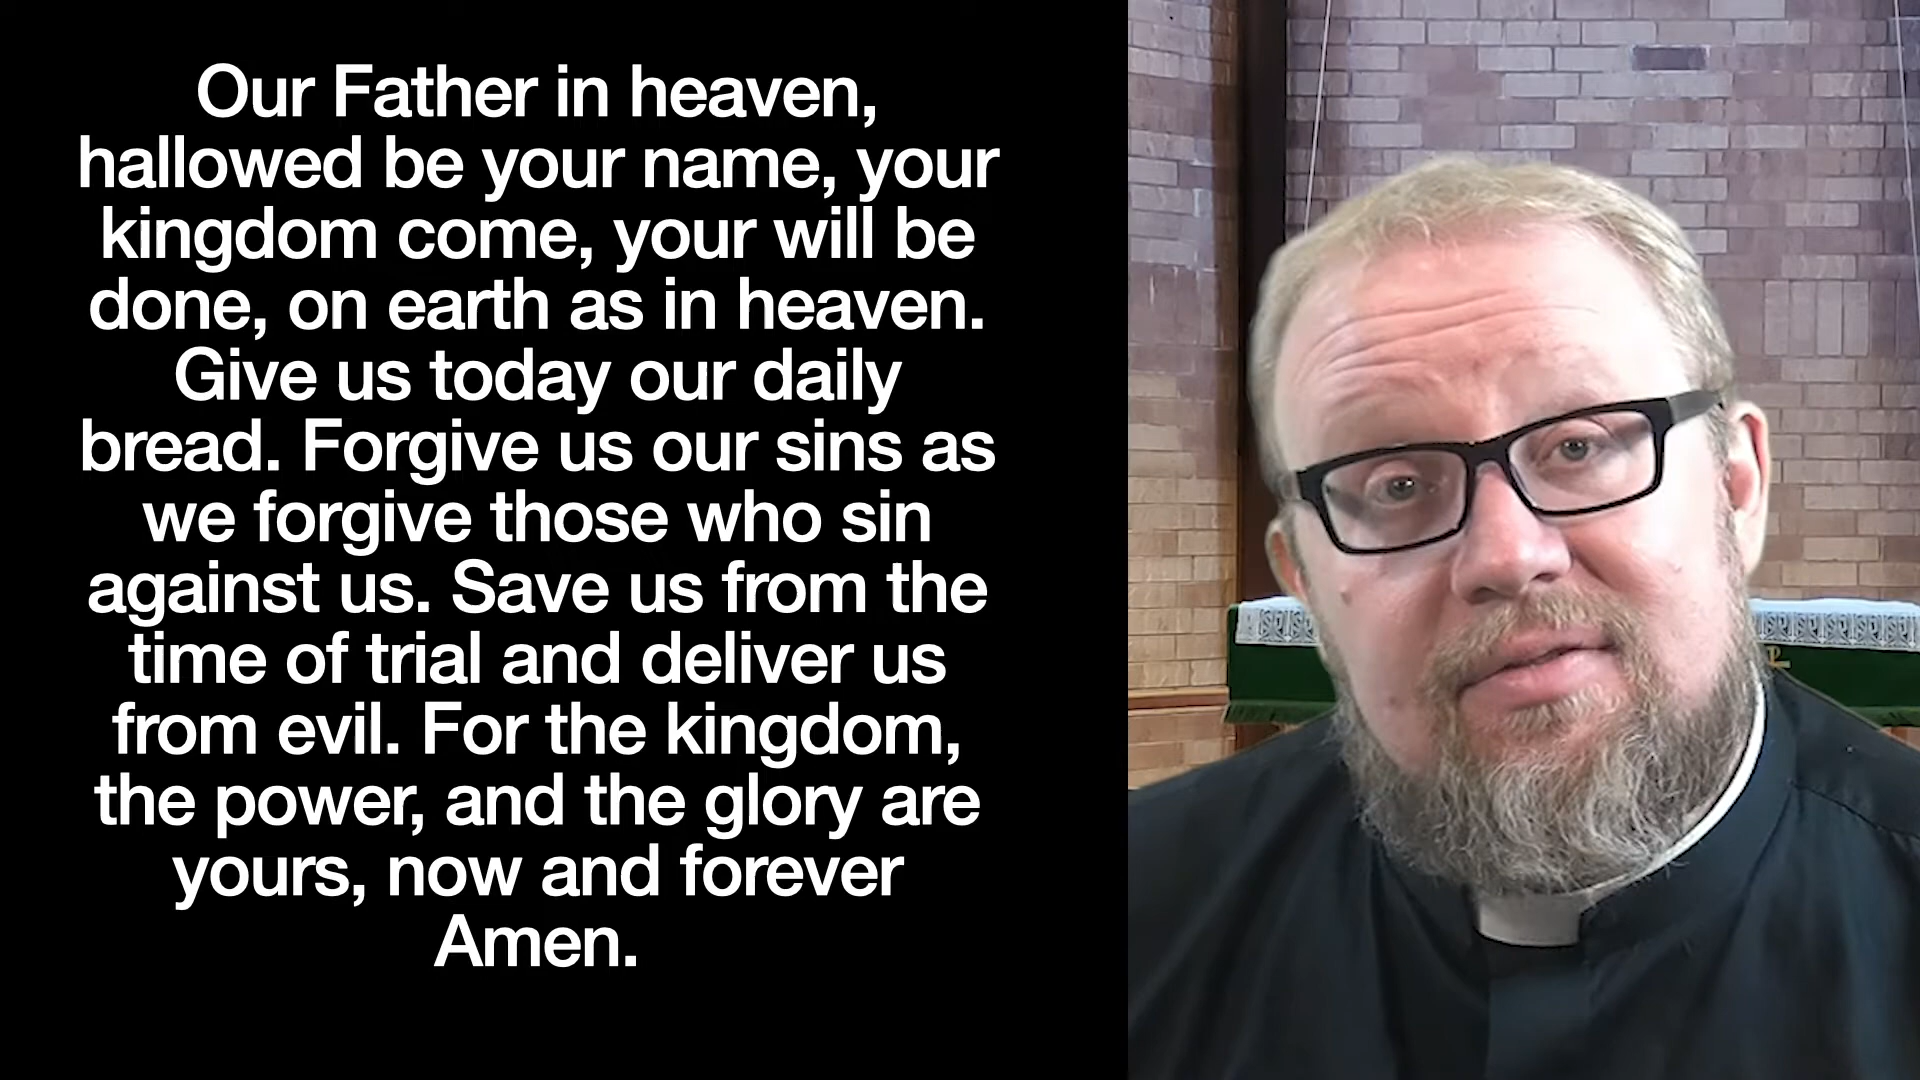 Our Father in heaven,
hallowed be your name, your
kingdom come, your will be
done, on earth as in heaven.
Give us today our daily
bread. Forgive us our sins as
we forgive those who sin
against us. Save us from the
time of trial and deliver us
from evil. For the kingdom,
the power, and the glory are
yours, now and forever
Amen.